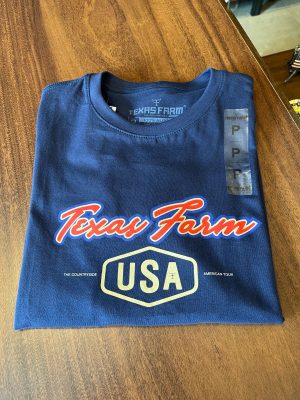 TEXAS FARM
P
P
P
Texas Farm
THE COUNTRYSIDE
USA
AMERICAN TOUR